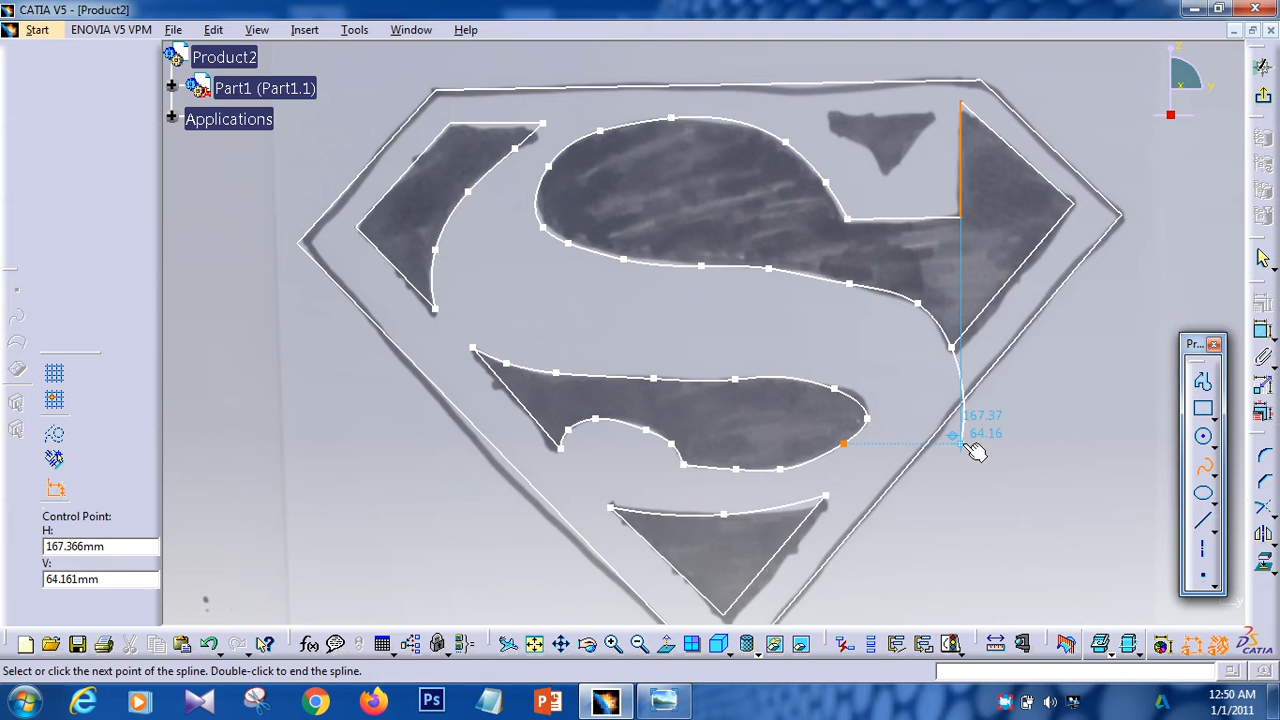 CATIA V5 - [Product2]
Start ENOVIA V5 VPM File Edit View Insert Tools Window Help
Product2
Part1 (Part1.1)
Applications
z
x y
167.37
64.16
Pr...
Control Point:
H:
167.366mm
V:
64.161mm
f(x)
CATIA
Select or click the next point of the spline. Double-click to end the spline.
Ps
12:50 AM
1/1/2011